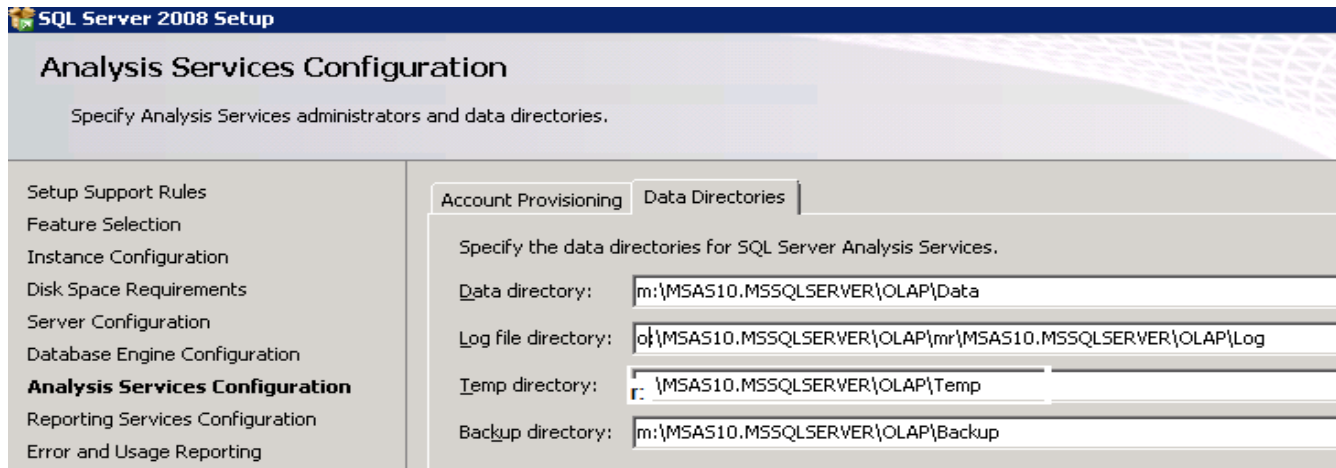 SQL Server 2008 Setup
Analysis Services Configuration
Specify Analysis Services administrators and data directories.
Setup Support Rules
Feature Selection
Instance Configuration
Disk Space Requirements
Server Configuration
Database Engine Configuration
Analysis Services Configuration
Reporting Services Configuration
Error and Usage Reporting
Account Provisioning
Data Directories
Specify the data directories for SQL Server Analysis Services.
Data directory: m:\MSAS10.MSSQLSERVER\OLAP\Data
Log file directory: o:\MSAS10.MSSQLSERVER\OLAP\mr\MSAS10.MSSQLSERVER\OLAP\Log
Temp directory: r: \MSAS10.MSSQLSERVER\OLAP\Temp
Backup directory: m:\MSAS10.MSSQLSERVER\OLAP\Backup